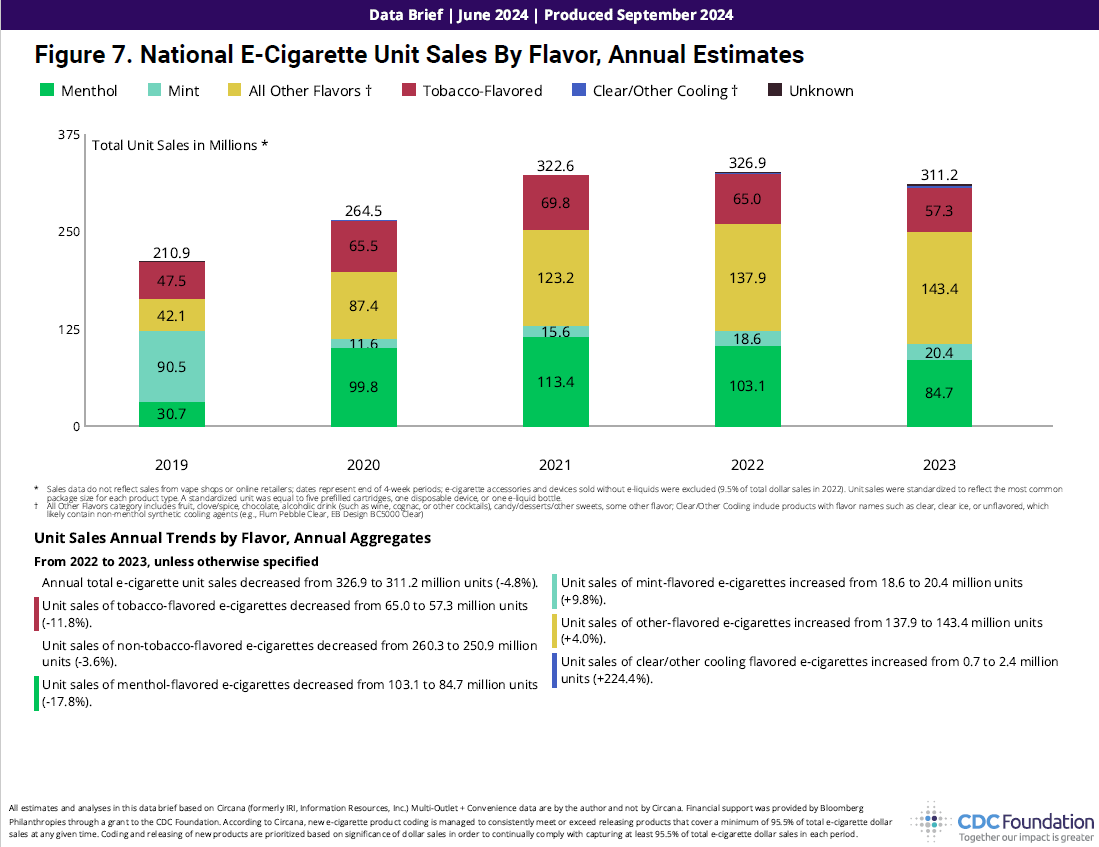 Data Brief | June 2024 | Produced September 2024
Figure 7. National E-Cigarette Unit Sales By Flavor, Annual Estimates
Menthol Mint All Other Flavors † Tobacco-Flavored Clear/Other Cooling † Unknown
375
Total Unit Sales in Millions *
250
125
0
210.9
47.5
42.1
90.5
30.7
264.5
65.5
87.4
11.6
99.8
322.6
69.8
123.2
15.6
113.4
326.9
65.0
137.9
18.6
103.1
311.2
57.3
143.4
20.4
84.7
2019 2020 2021 2022 2023
* Sales data do not reflect sales from vape shops or online retailers; dates represent end of 4-week periods; e-cigarette accessories and devices sold without e-liquids were excluded (9.5% of total dollar sales in 2022). Unit sales were standardized to reflect the most common
package size for each product type. A standardized unit was equal to five prefilled cartridges, one disposable device, or one e-liquid bottle.
† All Other Flavors category includes fruit, clove/spice, chocolate, alcoholic drink (such as wine, cognac, or other cocktails), candy/desserts/other sweets, some other flavor; Clear/Other Cooling include products with flavor names such as clear, clear ice, or unflavored, which
likely contain non-menthol synthetic cooling agents (e.g., Flum Pebble Clear, EB Design BC5000 Clear)
Unit Sales Annual Trends by Flavor, Annual Aggregates
From 2022 to 2023, unless otherwise specified
Annual total e-cigarette unit sales decreased from 326.9 to 311.2 million units (-4.8%).
Unit sales of tobacco-flavored e-cigarettes decreased from 65.0 to 57.3 million units
(-11.8%).
Unit sales of non-tobacco-flavored e-cigarettes decreased from 260.3 to 250.9 million
units (-3.6%).
Unit sales of menthol-flavored e-cigarettes decreased from 103.1 to 84.7 million units
(-17.8%).
Unit sales of mint-flavored e-cigarettes increased from 18.6 to 20.4 million units
(+9.8%).
Unit sales of other-flavored e-cigarettes increased from 137.9 to 143.4 million units
(+4.0%).
Unit sales of clear/other cooling flavored e-cigarettes increased from 0.7 to 2.4 million
units (+224.4%).
All estimates and analyses in this data brief based on Circana (formerly IRI, Information Resources, Inc.) Multi-Outlet + Convenience data are by the author and not by Circana. Financial support was provided by Bloomberg
Philanthropies through a grant to the CDC Foundation. According to Circana, new e-cigarette product coding is managed to consistently meet or exceed releasing products that cover a minimum of 95.5% of total e-cigarette dollar
sales at any given time. Coding and releasing of new products are prioritized based on significance of dollar sales in order to continually comply with capturing at least 95.5% of total e-cigarette dollar sales in each period.
CDC Foundation
Together our impact is greater